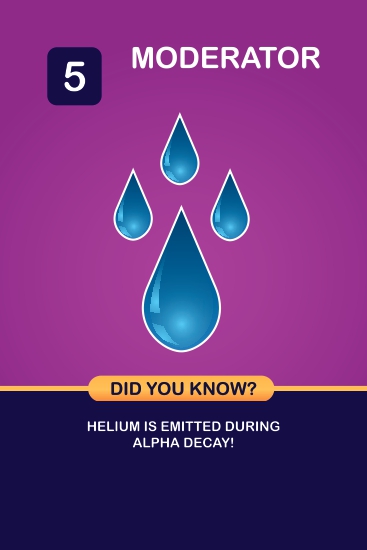 5
MODERATOR
DID YOU KNOW?
HELIUM IS EMITTED DURING
ALPHA DECAY!